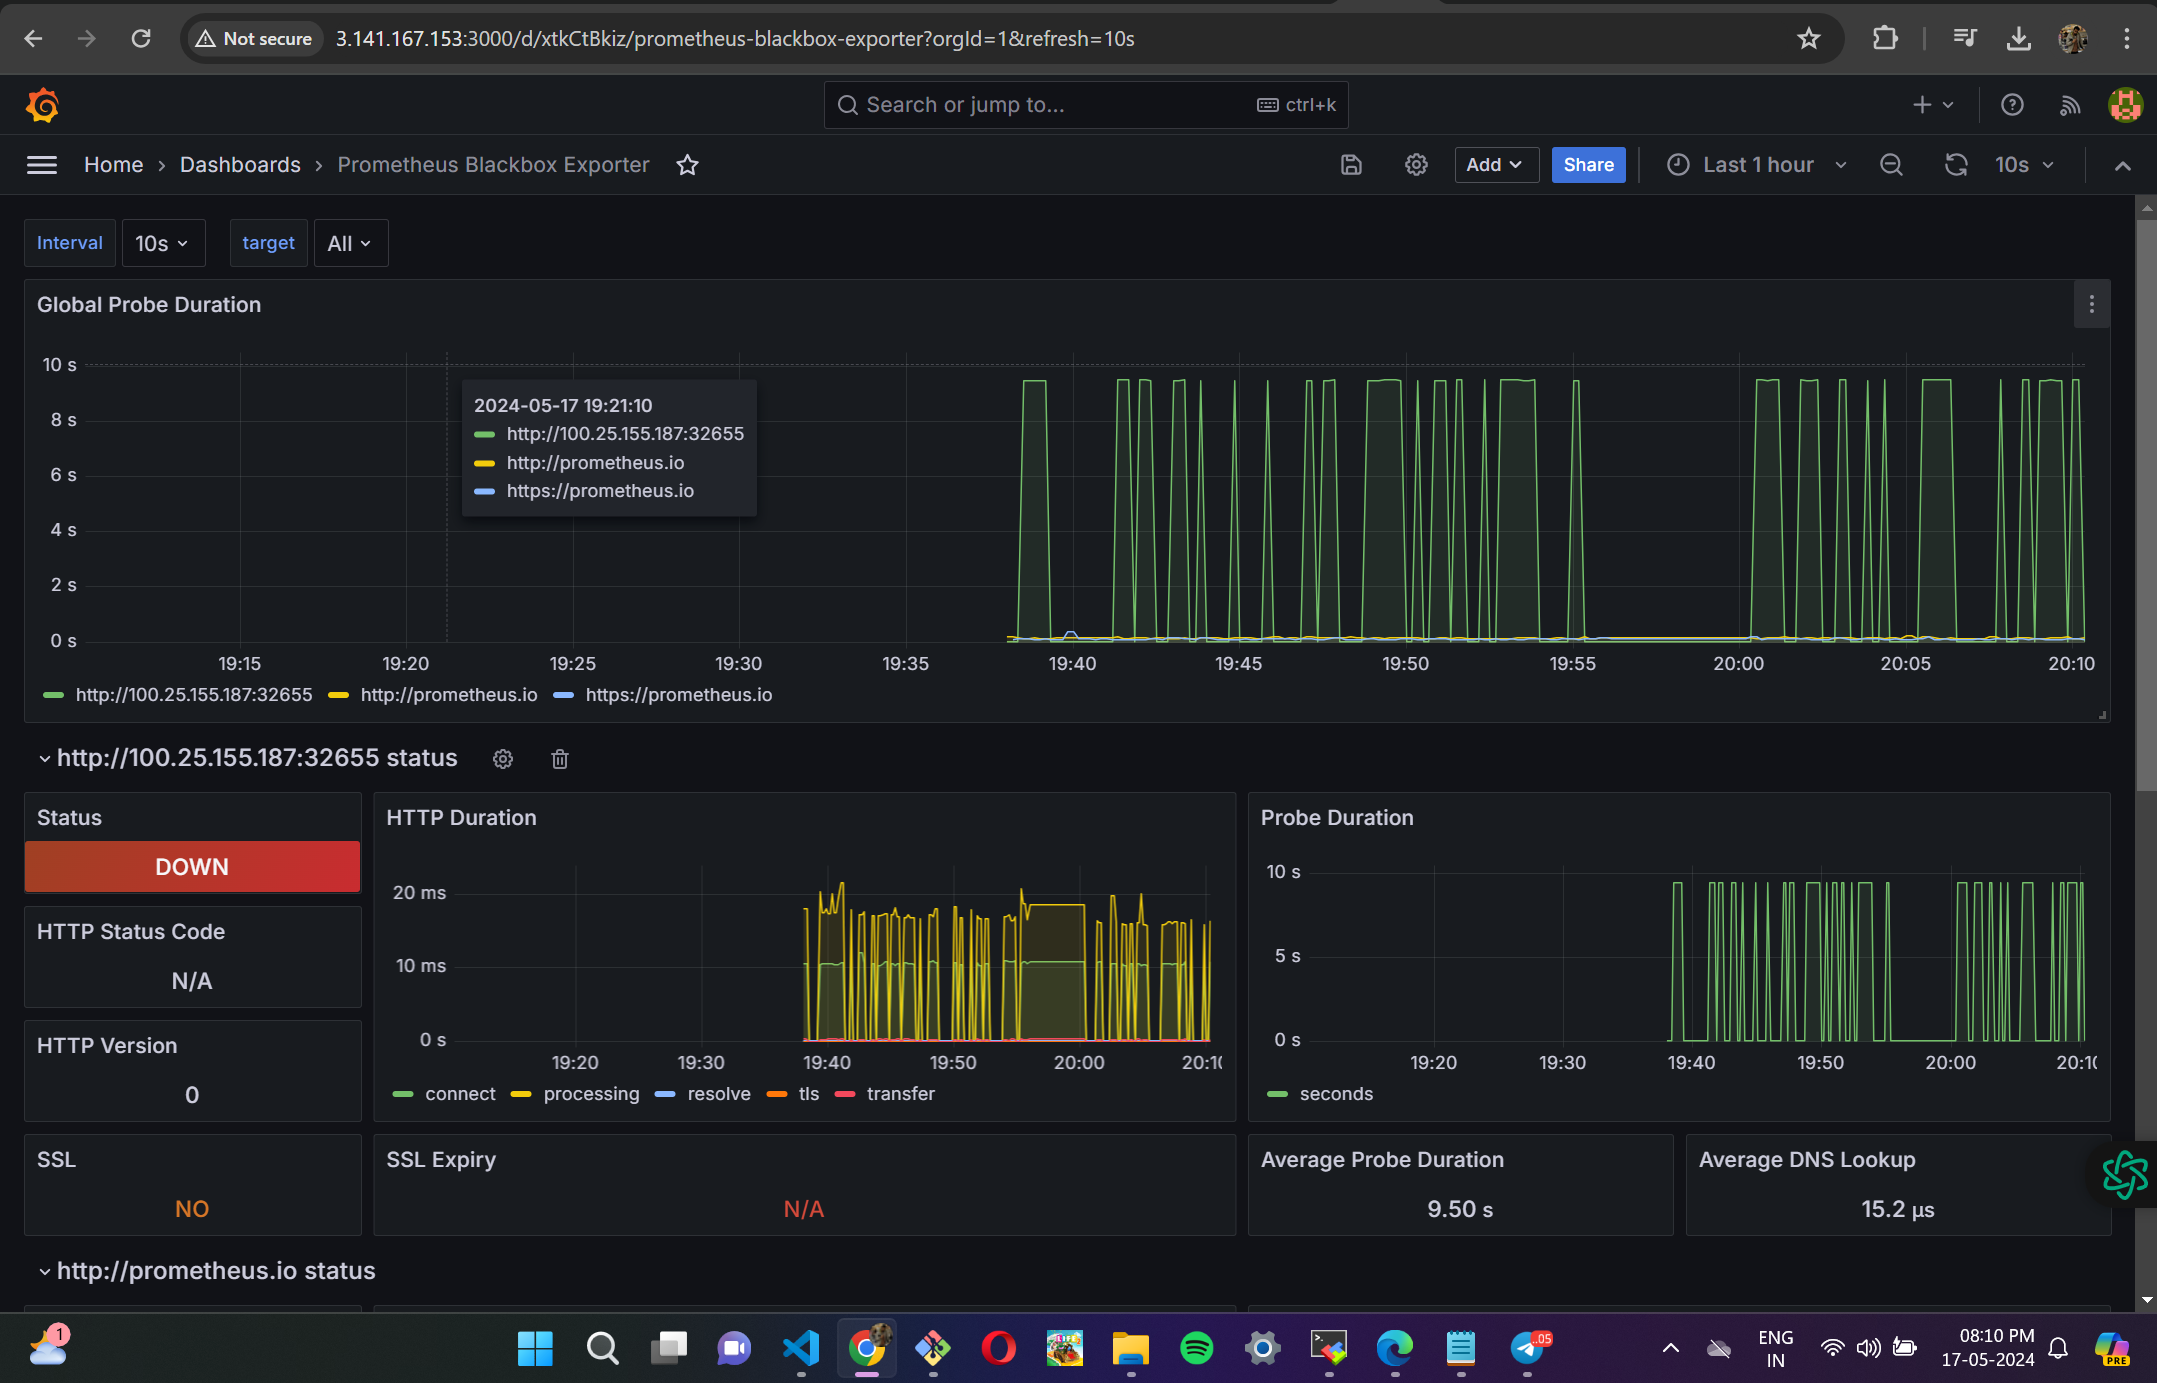 Not secure 3.141.167.153:3000/d/xtkCtBkiz/prometheus-blackbox-exporter?orgId=1&refresh=10s
Search or jump to... ctrl+k
Home › Dashboards › Prometheus Blackbox Exporter Add Share Last 1 hour 10s
Interval 10s target All
Global Probe Duration
10 s
8 s
6 s
4 s
2 s
0 s
2024-05-17 19:21:10
http://100.25.155.187:32655
http://prometheus.io
https://prometheus.io
19:15 19:20 19:25 19:30 19:35 19:40 19:45 19:50 19:55 20:00 20:05 20:10
http://100.25.155.187:32655 http://prometheus.io https://prometheus.io
http://100.25.155.187:32655 status
Status
DOWN
HTTP Status Code
N/A
HTTP Version
0
HTTP Duration
20 ms
10 ms
0 s
19:20 19:30 19:40 19:50 20:00 20:10
connect processing resolve tls transfer
Probe Duration
10 s
5 s
0 s
19:20 19:30 19:40 19:50 20:00 20:10
seconds
SSL
NO
SSL Expiry
N/A
Average Probe Duration
9.50 s
Average DNS Lookup
15.2 µs
http://prometheus.io status
1
..05
ENG
IN
08:10 PM
17-05-2024
PRE